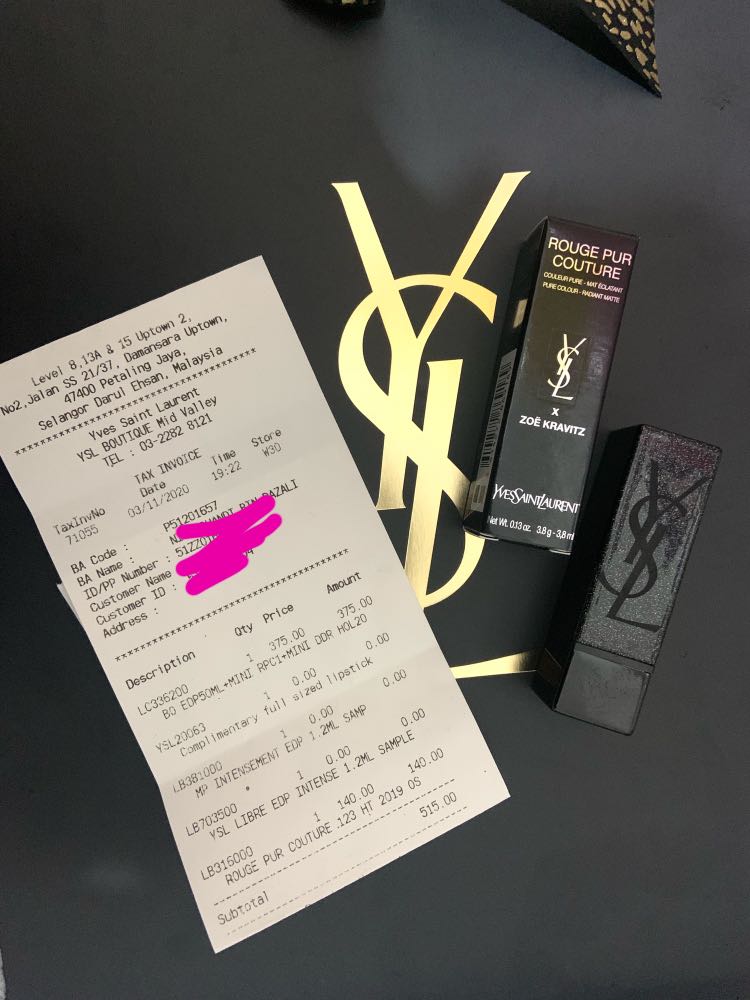 Level 8,13A & 15 Uptown 2,
No2,Jalan SS 21/37, Damansara Uptown,
47400 Petaling Jaya,
Selangor Darul Ehsan, Malaysia
Yves Saint Laurent
YSL BOUTIQUE Mid Valley
TEL : 03-2282 8121
TAX INVOICE
TaxInvNo Date Time Store
71055 03/11/2020 19:22 W30
BA Code : P51201657
BA Name :
ID/PP Number :
Customer Name :
Customer ID :
Address :
Description Qty Price Amount
LC336200 1 375.00 375.00
BO EDP50ML+MINI RPC1+MINI DDR HOL20
YSL20063 1 0.00 0.00
Complimentary full sized lipstick
LB381000 1 0.00 0.00
MP INTENSEMENT EDP 1.2ML SAMP
LB703500 1 0.00 0.00
YSL LIBRE EDP INTENSE 1.2ML SAMPLE
LB316000 1 140.00 140.00
ROUGE PUR COUTURE 123 HT 2019 OS
Subtotal 515.00
YSL
ROUGE PUR
COUTURE
COULEUR PURE - MAT ÉCLATANT
PURE COLOUR - RADIANT MATTE
YSL
X
ZOË KRAVITZ
YVES SAINT LAURENT
Net Wt. 0.13 oz. 3.8 g - 3,8 ml
YSL